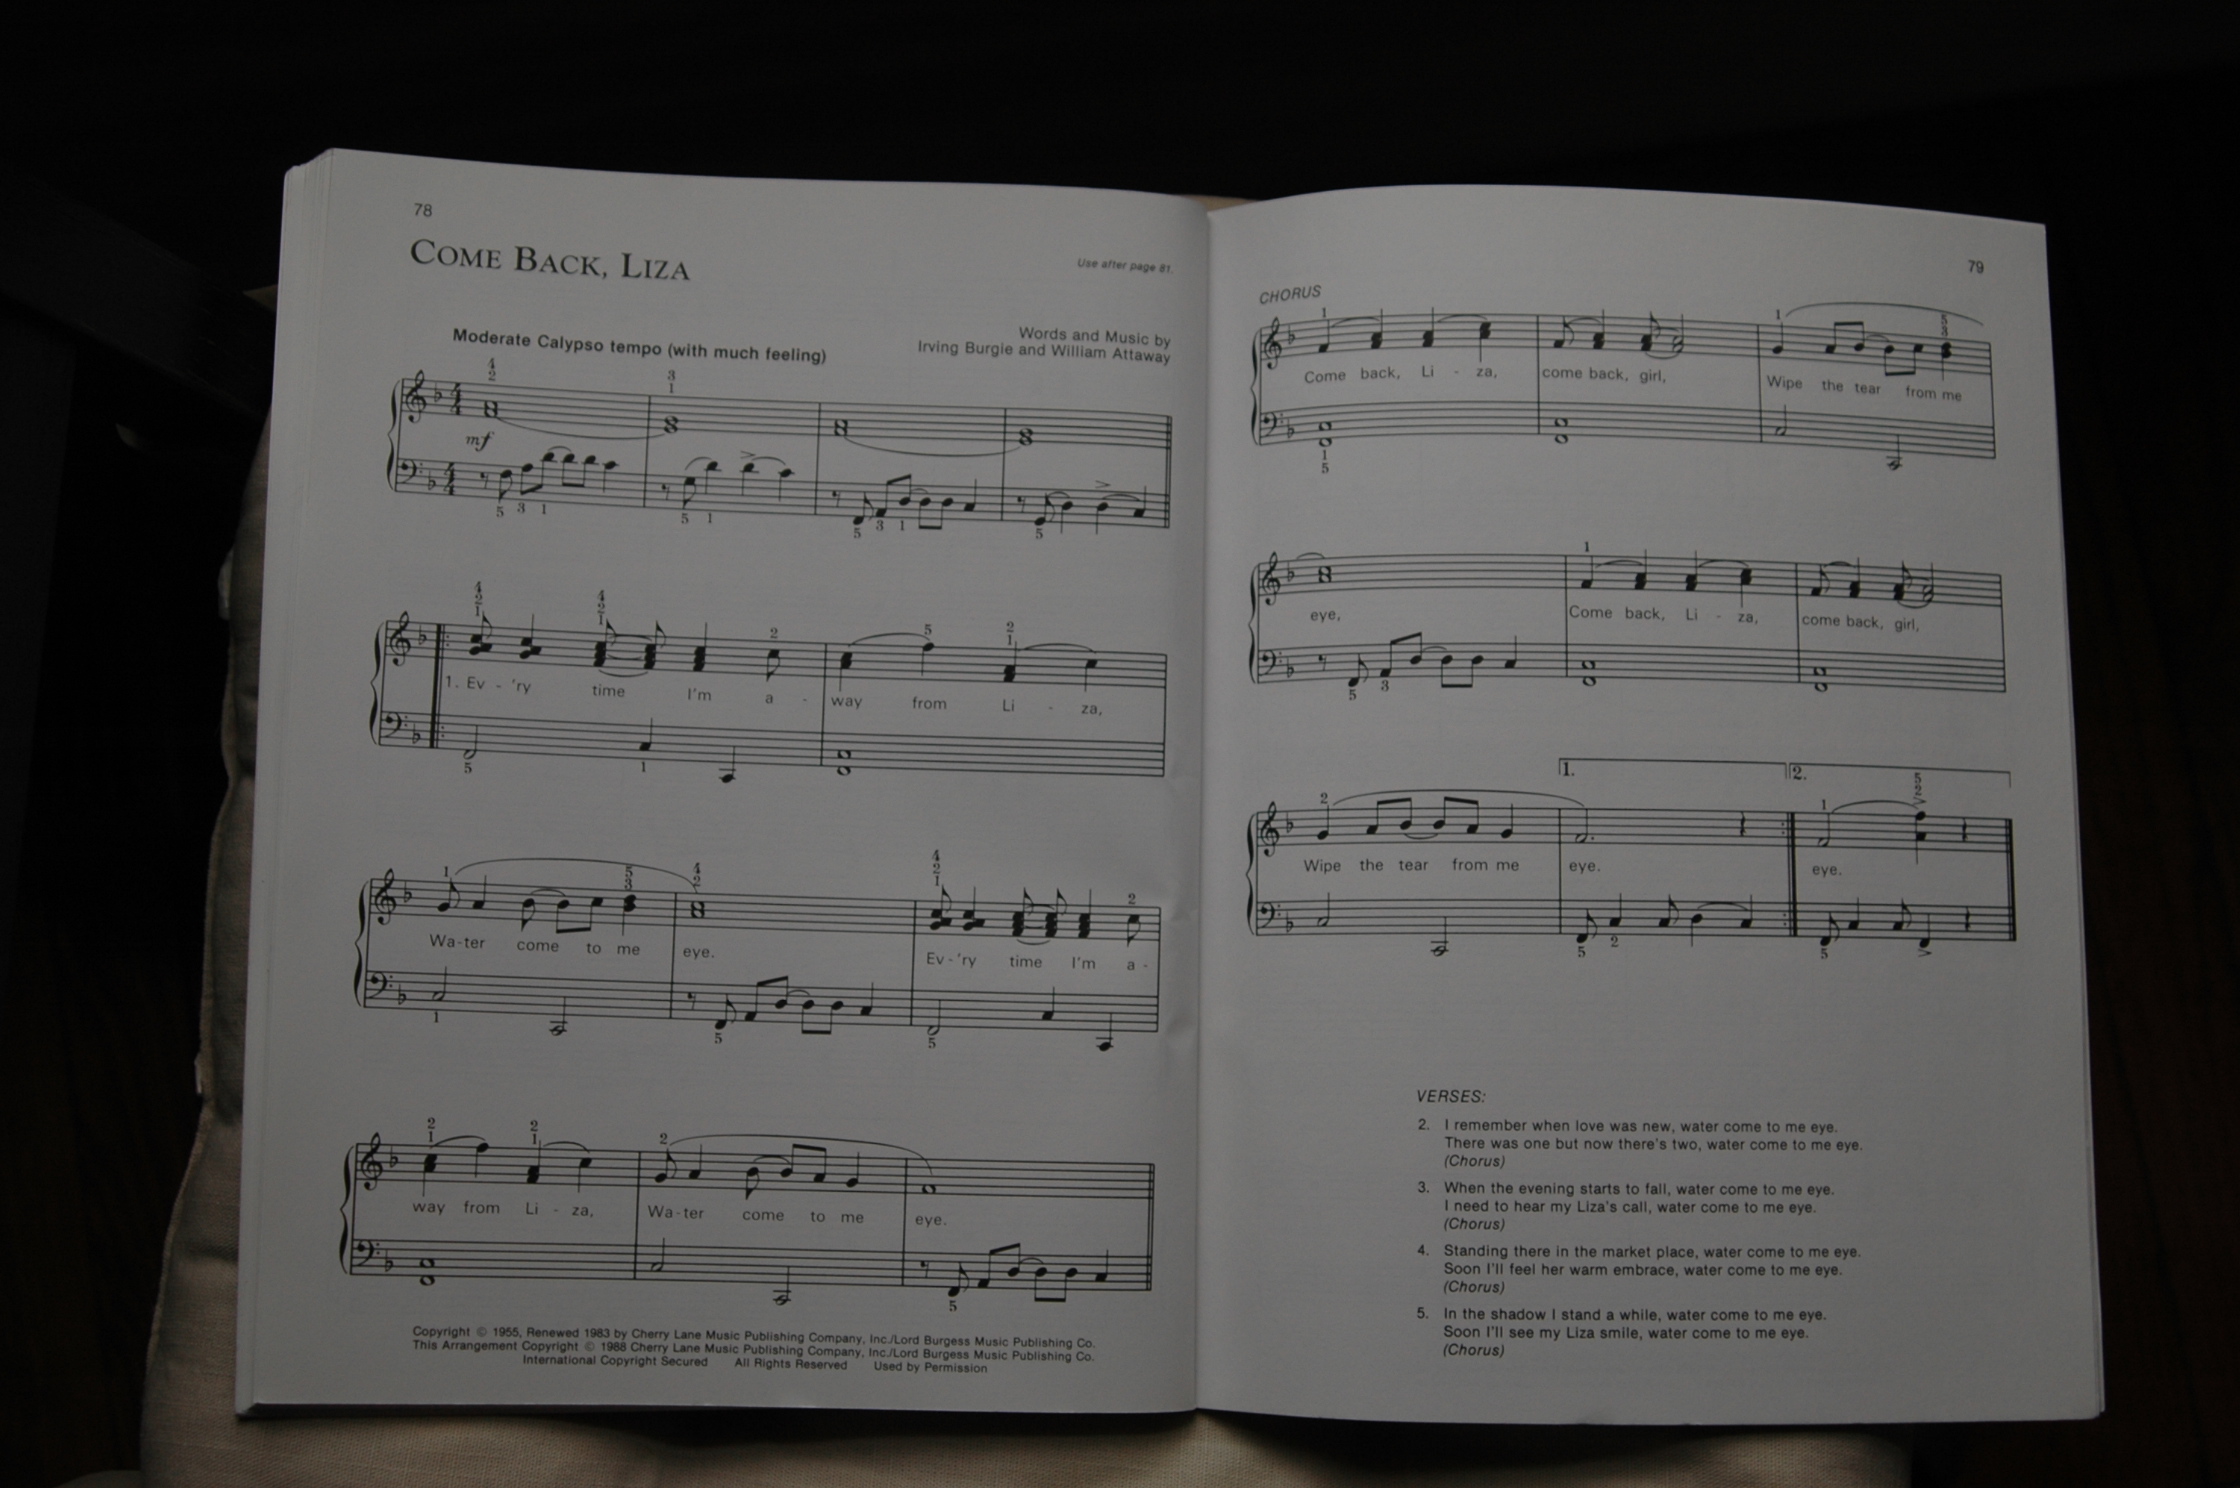 78
COME BACK, LIZA
Use after page 81.
Moderate Calypso tempo (with much feeling)
Words and Music by
Irving Burgie and William Attaway
mf
1. Ev - 'ry time I'm a - way from Li - za,
Wa-ter come to me eye. Ev-'ry time I'm a -
way from Li - za, Wa-ter come to me eye.
Copyright © 1955, Renewed 1983 by Cherry Lane Music Publishing Company, Inc./Lord Burgess Music Publishing Co.
This Arrangement Copyright © 1988 Cherry Lane Music Publishing Company, Inc./Lord Burgess Music Publishing Co.
International Copyright Secured All Rights Reserved Used by Permission
79
CHORUS
Come back, Li - za, come back, girl, Wipe the tear from me
eye, Come back, Li - za, come back, girl,
1. 2.
Wipe the tear from me eye. eye.
VERSES:
2. I remember when love was new, water come to me eye.
There was one but now there's two, water come to me eye.
(Chorus)
3. When the evening starts to fall, water come to me eye.
I need to hear my Liza's call, water come to me eye.
(Chorus)
4. Standing there in the market place, water come to me eye.
Soon I'll feel her warm embrace, water come to me eye.
(Chorus)
5. In the shadow I stand a while, water come to me eye.
Soon I'll see my Liza smile, water come to me eye.
(Chorus)